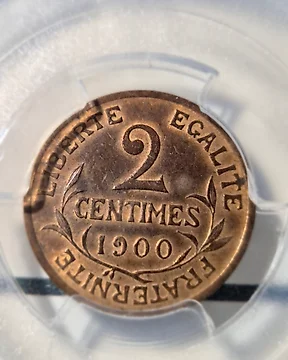 LIBERTE EGALITE FRATERNITE
2
CENTIMES
1900